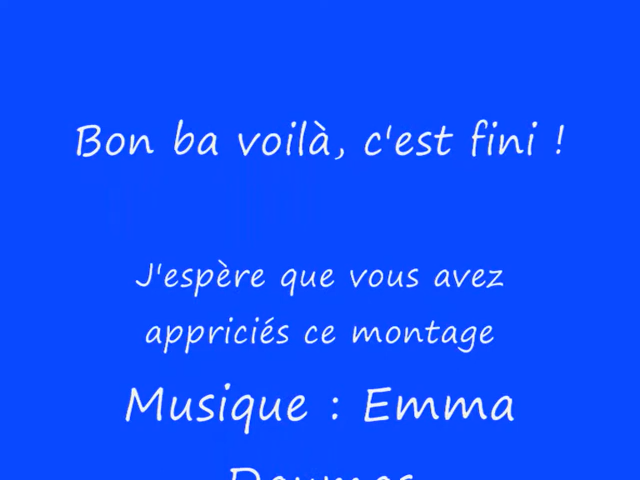 Bon ba voilà, c'est fini !
J'espère que vous avez
appriciés ce montage
Musique : Emma